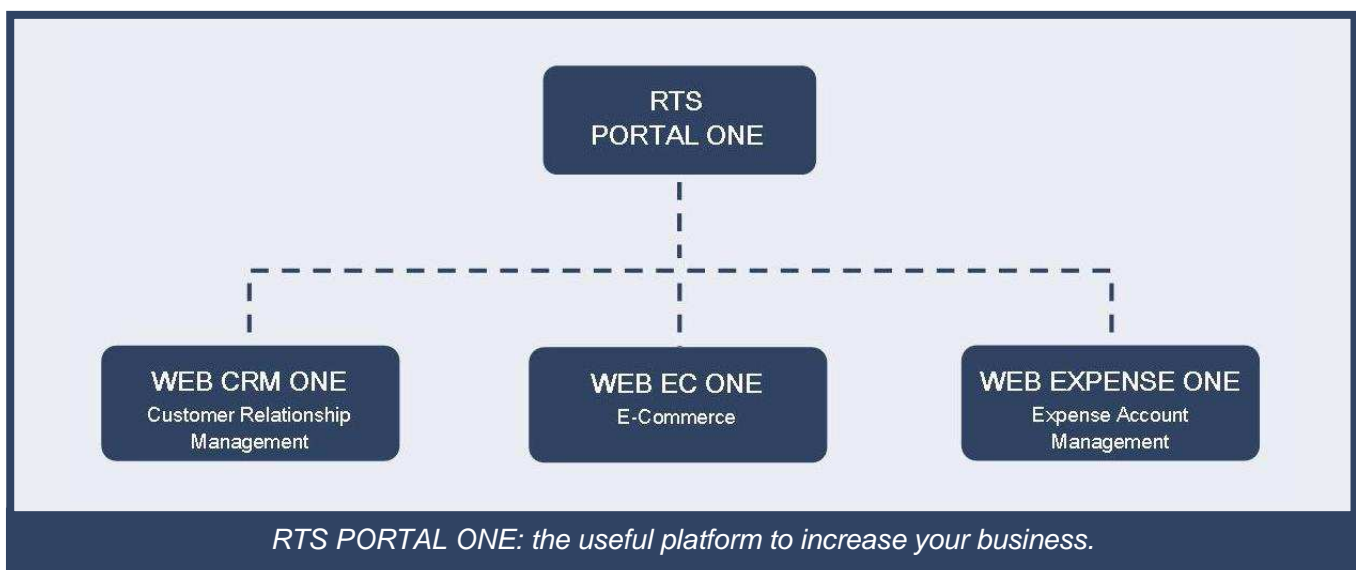 RTS
PORTAL ONE
WEB CRM ONE
Customer Relationship
Management
WEB EC ONE
E-Commerce
WEB EXPENSE ONE
Expense Account
Management
RTS PORTAL ONE: the useful platform to increase your business.